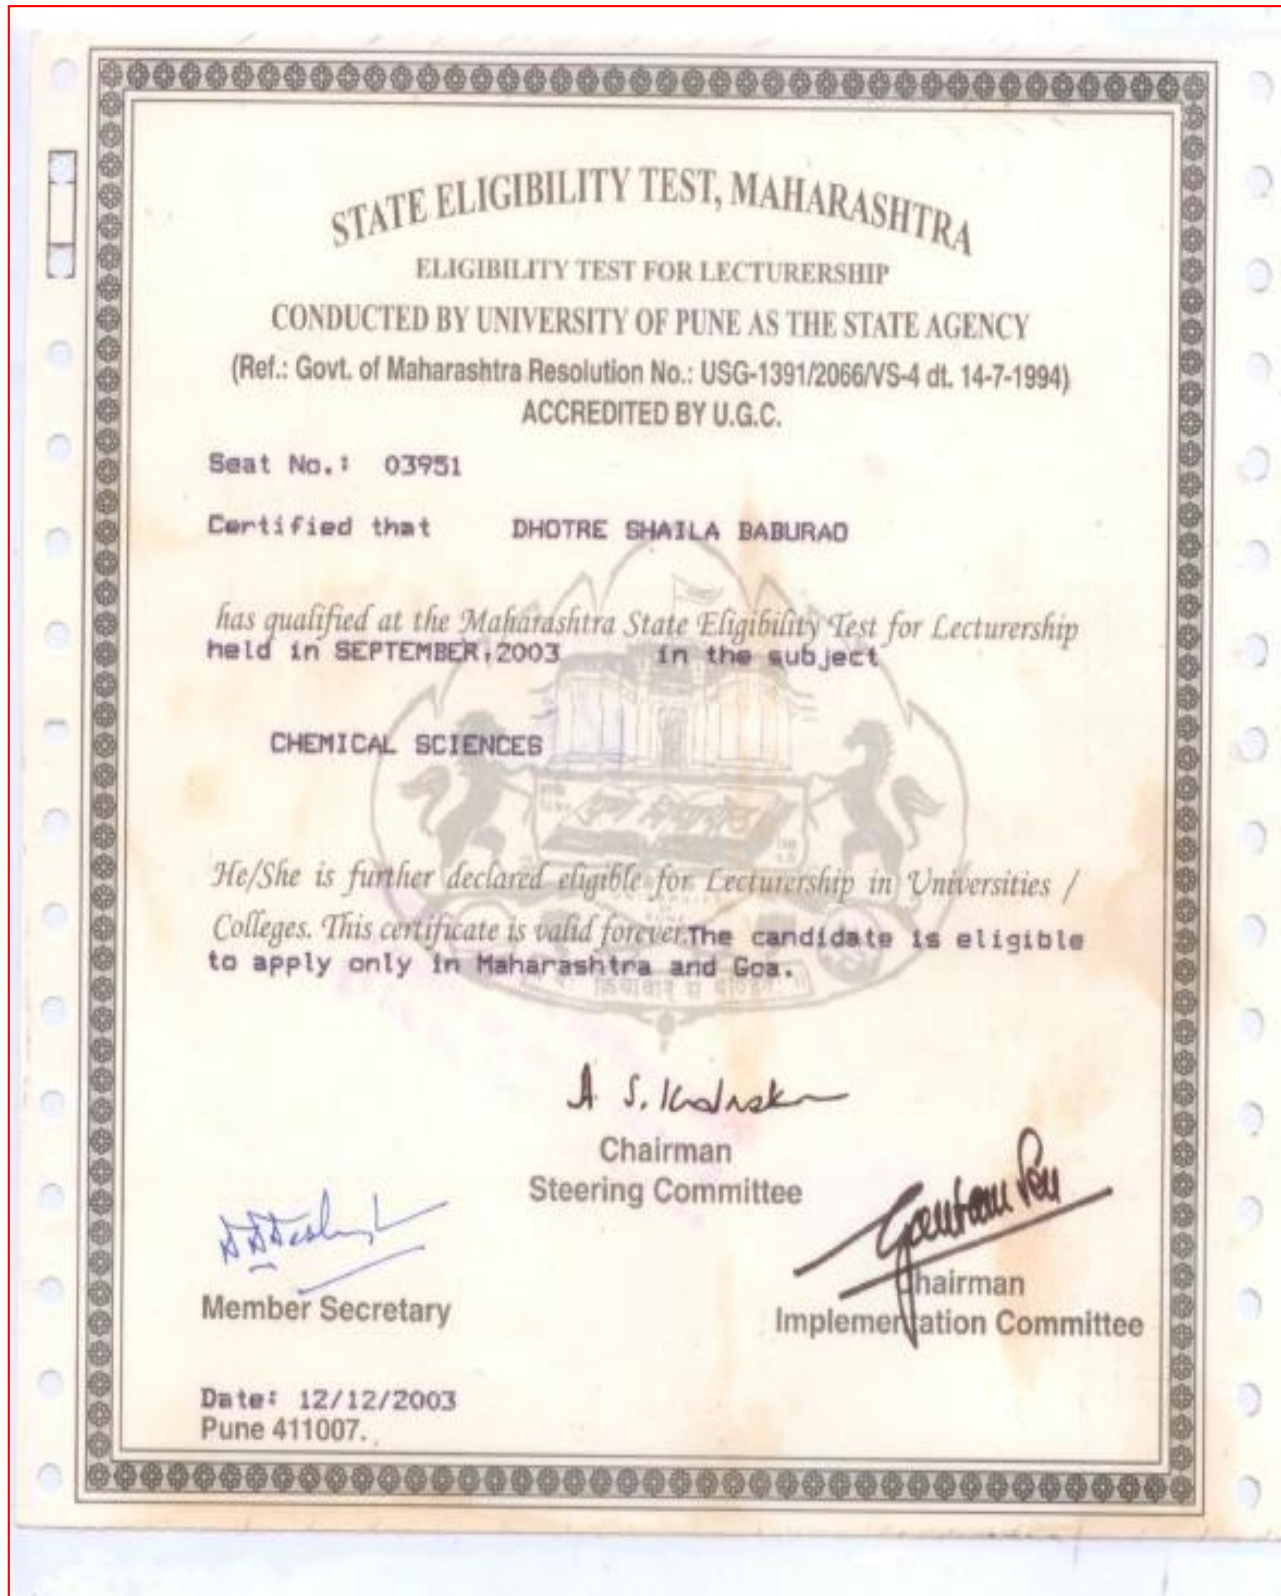 STATE ELIGIBILITY TEST, MAHARASHTRA
ELIGIBILITY TEST FOR LECTURERSHIP
CONDUCTED BY UNIVERSITY OF PUNE AS THE STATE AGENCY
(Ref.: Govt. of Maharashtra Resolution No.: USG-1391/2066/VS-4 dt. 14-7-1994)
ACCREDITED BY U.G.C.
Seat No.: 03951
Certified that DHOTRE SHAILA BABURAO
has qualified at the Maharashtra State Eligibility Test for Lecturership
held in SEPTEMBER,2003 in the subject
CHEMICAL SCIENCES
पुणे विद्यापीठ
He/She is further declared eligible for Lecturership in Universities /
Colleges. This certificate is valid forever.The candidate is eligible
to apply only in Maharashtra and Goa.
A. S.
Chairman
Steering Committee
Gautam Sen
Member Secretary
Chairman
Implementation Committee
Date: 12/12/2003
Pune 411007.